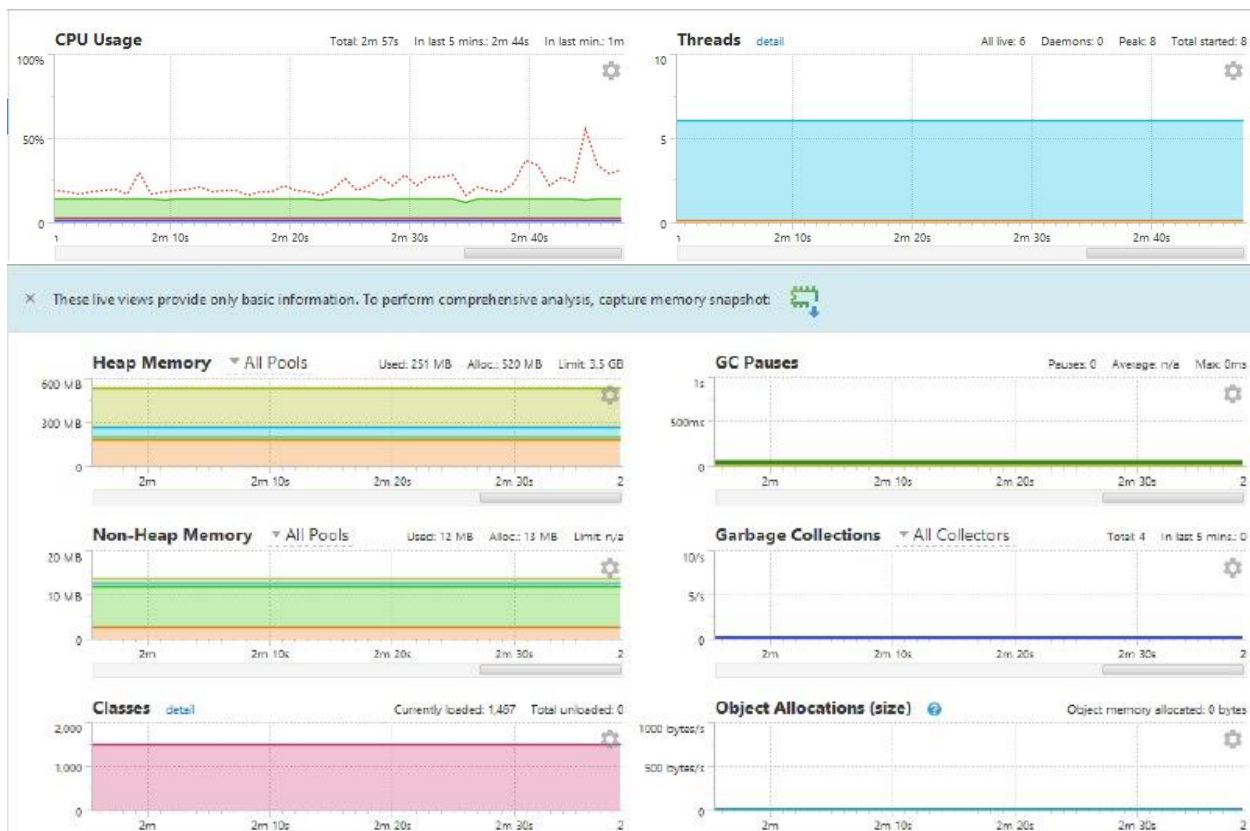 CPU Usage Total: 2m 57s In last 5 mins.: 2m 44s In last min.: 1m
100%
50%
0
2m 10s 2m 20s 2m 30s 2m 40s
Threads detail All live: 6 Daemons: 0 Peak: 8 Total started: 8
10
5
0
2m 10s 2m 20s 2m 30s 2m 40s
× These live views provide only basic information. To perform comprehensive analysis, capture memory snapshot:
Heap Memory All Pools Used: 251 MB Alloc.: 520 MB Limit: 3.5 GB
600 MB
300 MB
0
2m 2m 10s 2m 20s 2m 30s 2
GC Pauses Pauses: 0 Average: n/a Max: 0ms
1s
500ms
0
2m 2m 10s 2m 20s 2m 30s 2
Non-Heap Memory All Pools Used: 12 MB Alloc.: 13 MB Limit: n/a
20 MB
10 MB
0
2m 2m 10s 2m 20s 2m 30s 2
Garbage Collections All Collectors Total: 4 In last 5 mins.: 0
10/s
5/s
0
2m 2m 10s 2m 20s 2m 30s 2
Classes detail Currently loaded: 1,467 Total unloaded: 0
2,000
1,000
0
2m 2m 10s 2m 20s 2m 30s 2
Object Allocations (size) ? Object memory allocated: 0 bytes
1000 bytes/s
500 bytes/s
0
2m 2m 10s 2m 20s 2m 30s 2